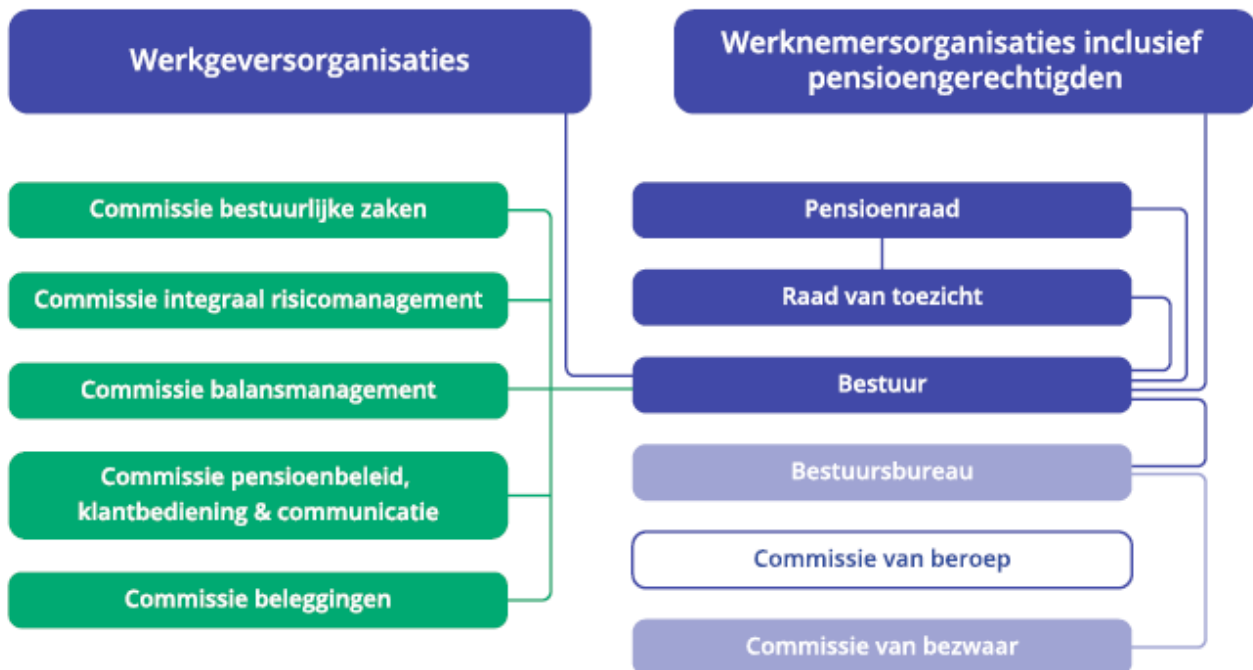 Werkgeversorganisaties
Werknemersorganisaties inclusief
pensioengerechtigden
Commissie bestuurlijke zaken
Commissie integraal risicomanagement
Commissie balansmanagement
Commissie pensioenbeleid,
klantbediening & communicatie
Commissie beleggingen
Pensioenraad
Raad van toezicht
Bestuur
Bestuursbureau
Commissie van beroep
Commissie van bezwaar